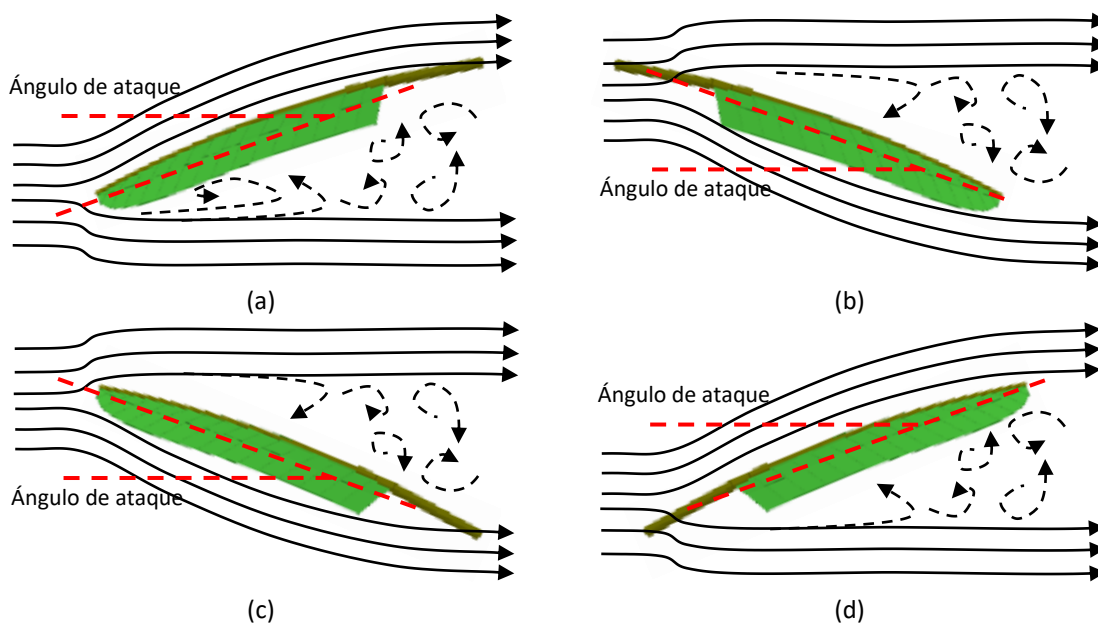 Ángulo de ataque
(a)
Ángulo de ataque
(b)
Ángulo de ataque
(c)
Ángulo de ataque
(d)